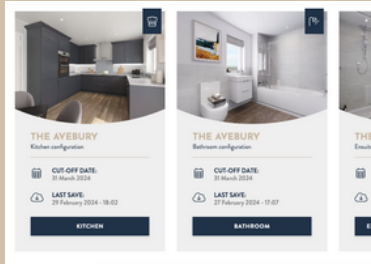 THE AVEBURY
Kitchen configuration
CUT-OFF DATE:
31 March 2024
LAST SAVE:
29 February 2024 - 18:02
KITCHEN
THE AVEBURY
Bathroom configuration
CUT-OFF DATE:
31 March 2024
LAST SAVE:
27 February 2024 - 17:07
BATHROOM
THE